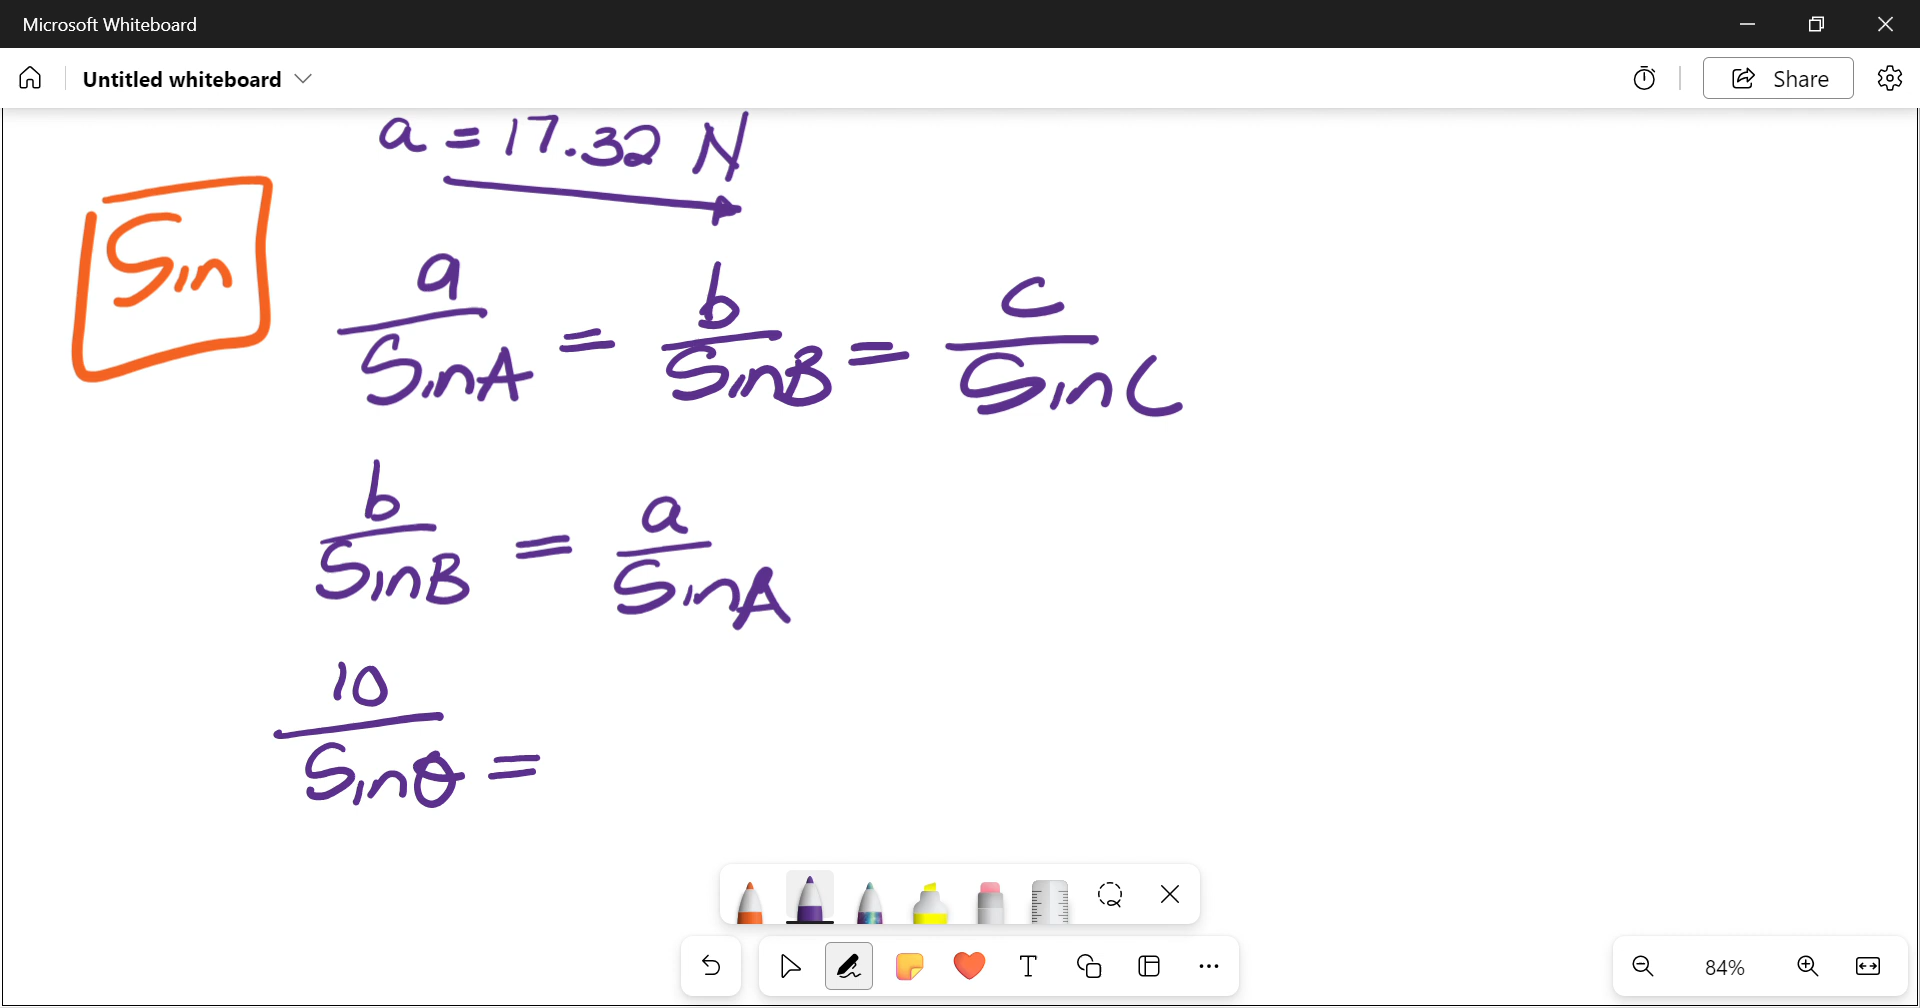 Microsoft Whiteboard
Untitled whiteboard
Share
a = 17.32 N
Sin
a/SinA = b/SinB = c/SinC
b/SinB = a/SinA
10/Sinθ =
T
84%